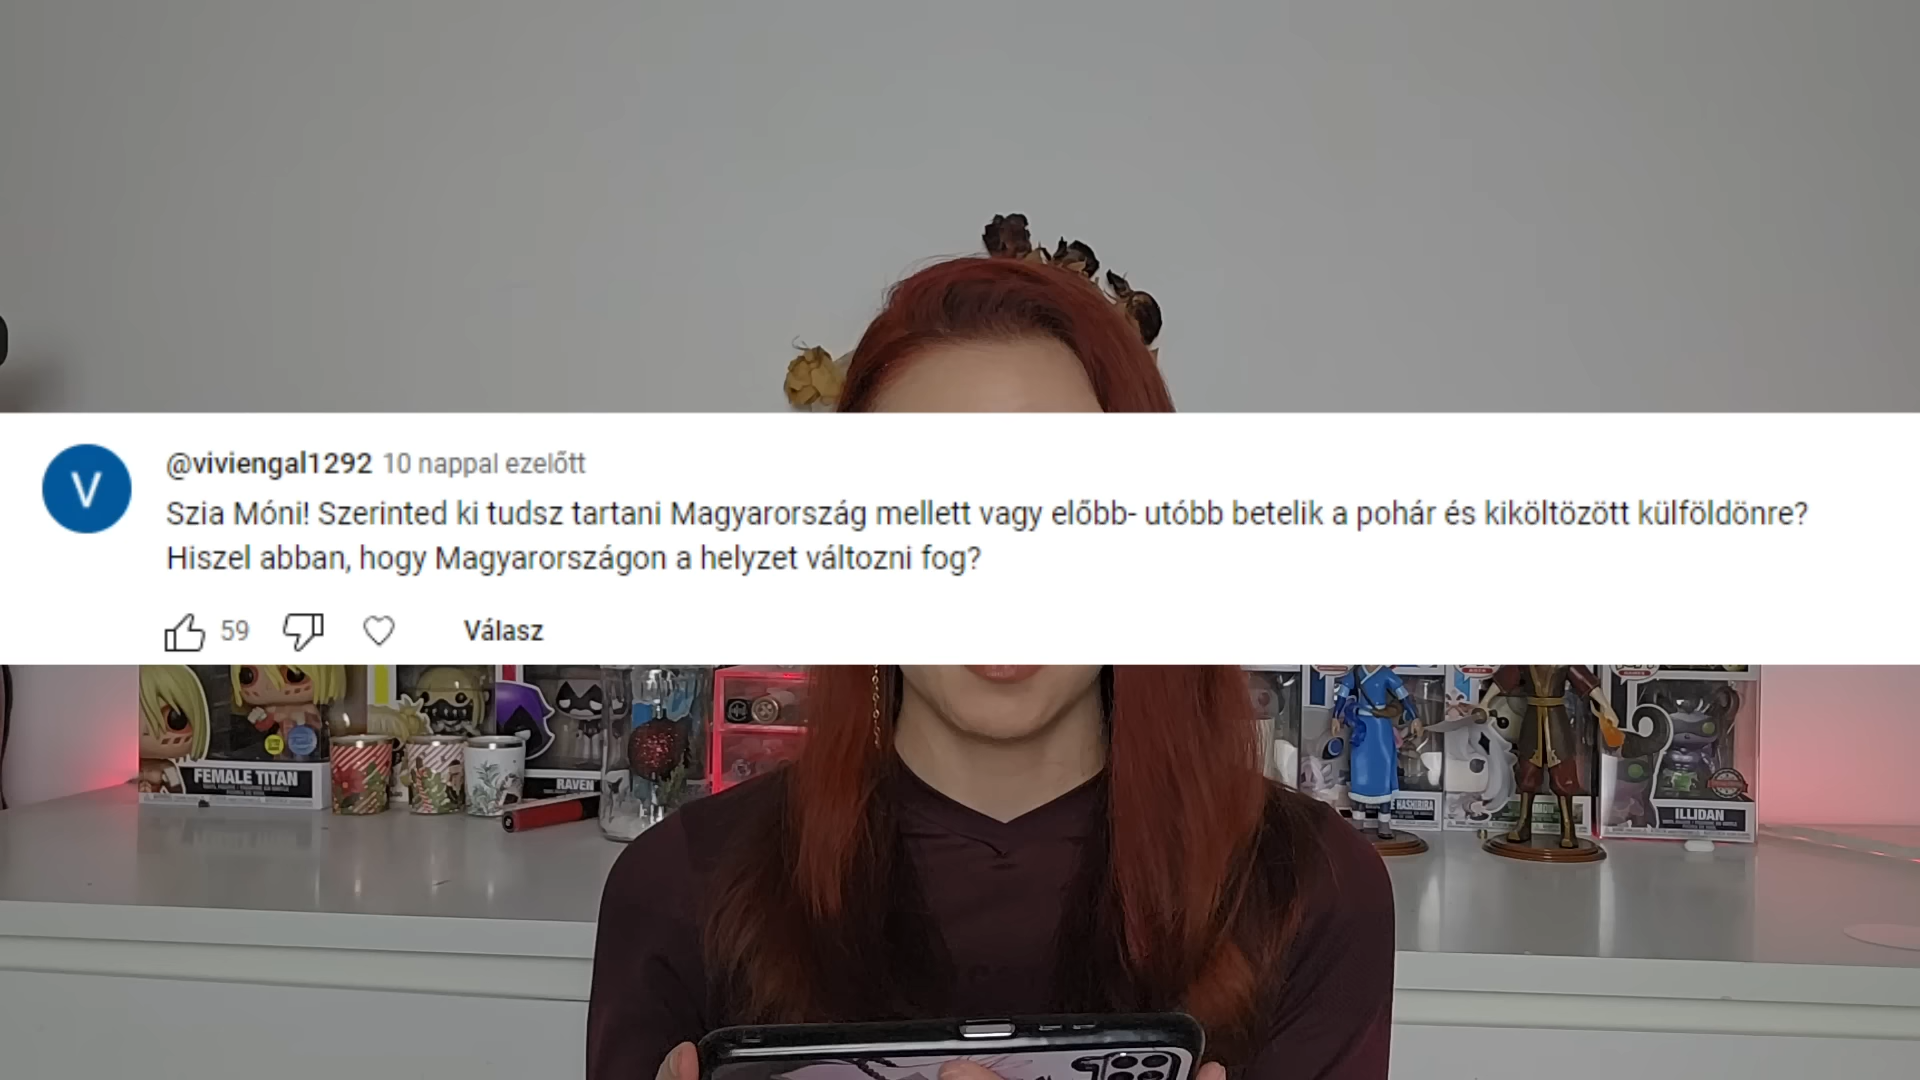 V
@viviengal1292 10 nappal ezelőtt
Szia Móni! Szerinted ki tudsz tartani Magyarország mellett vagy előbb- utóbb betelik a pohár és kiköltözött külföldönre?
Hiszel abban, hogy Magyarországon a helyzet változni fog?
59
Válasz
FEMALE TITAN
RAVEN
HASHIRIRA
ILLIDAN